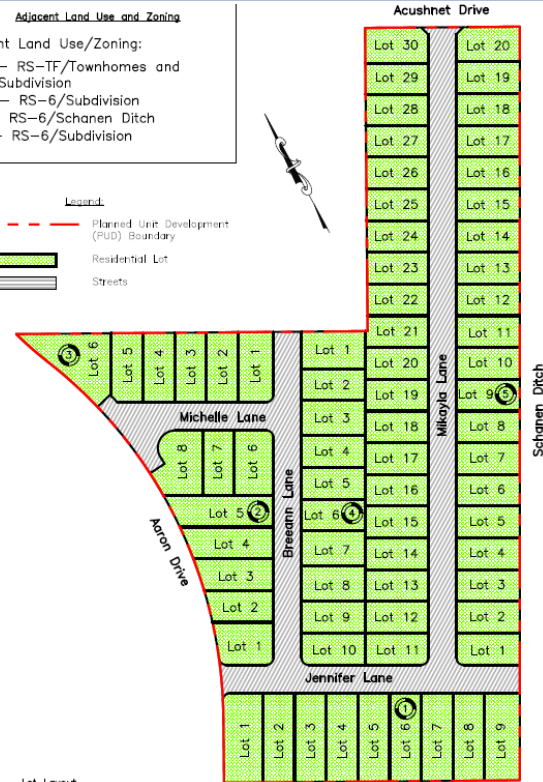 Adjacent Land Use and Zoning
nt Land Use/Zoning:
– RS–TF/Townhomes and
Subdivision
– RS–6/Subdivision
RS–6/Schanen Ditch
– RS–6/Subdivision
Legend:
Planned Unit Development
(PUD) Boundary
Residential Lot
Streets
Acushnet Drive
Lot 30
Lot 20
Lot 29
Lot 19
Lot 28
Lot 18
Lot 27
Lot 17
Lot 26
Lot 16
Lot 25
Lot 15
Lot 24
Lot 14
Lot 23
Lot 13
Lot 22
Lot 12
Lot 21
Lot 11
Lot 20
Lot 10
Lot 19
Lot 9
5
Lot 18
Lot 8
Lot 17
Lot 7
Lot 16
Lot 6
Lot 15
Lot 5
Lot 14
Lot 4
Lot 13
Lot 3
Lot 12
Lot 2
Lot 11
Lot 1
Mikayla Lane
Schanen Ditch
3
Lot 6
Lot 5
Lot 4
Lot 3
Lot 2
Lot 1
Michelle Lane
Lot 8
Lot 7
Lot 6
Lot 5
2
Lot 4
Lot 3
Lot 2
Lot 1
Aaron Drive
Breeann Lane
Lot 1
Lot 2
Lot 3
Lot 4
Lot 5
Lot 6
4
Lot 7
Lot 8
Lot 9
Lot 10
Jennifer Lane
1
Lot 1
Lot 2
Lot 3
Lot 4
Lot 5
Lot 6
Lot 7
Lot 8
Lot 9
Lot Layout